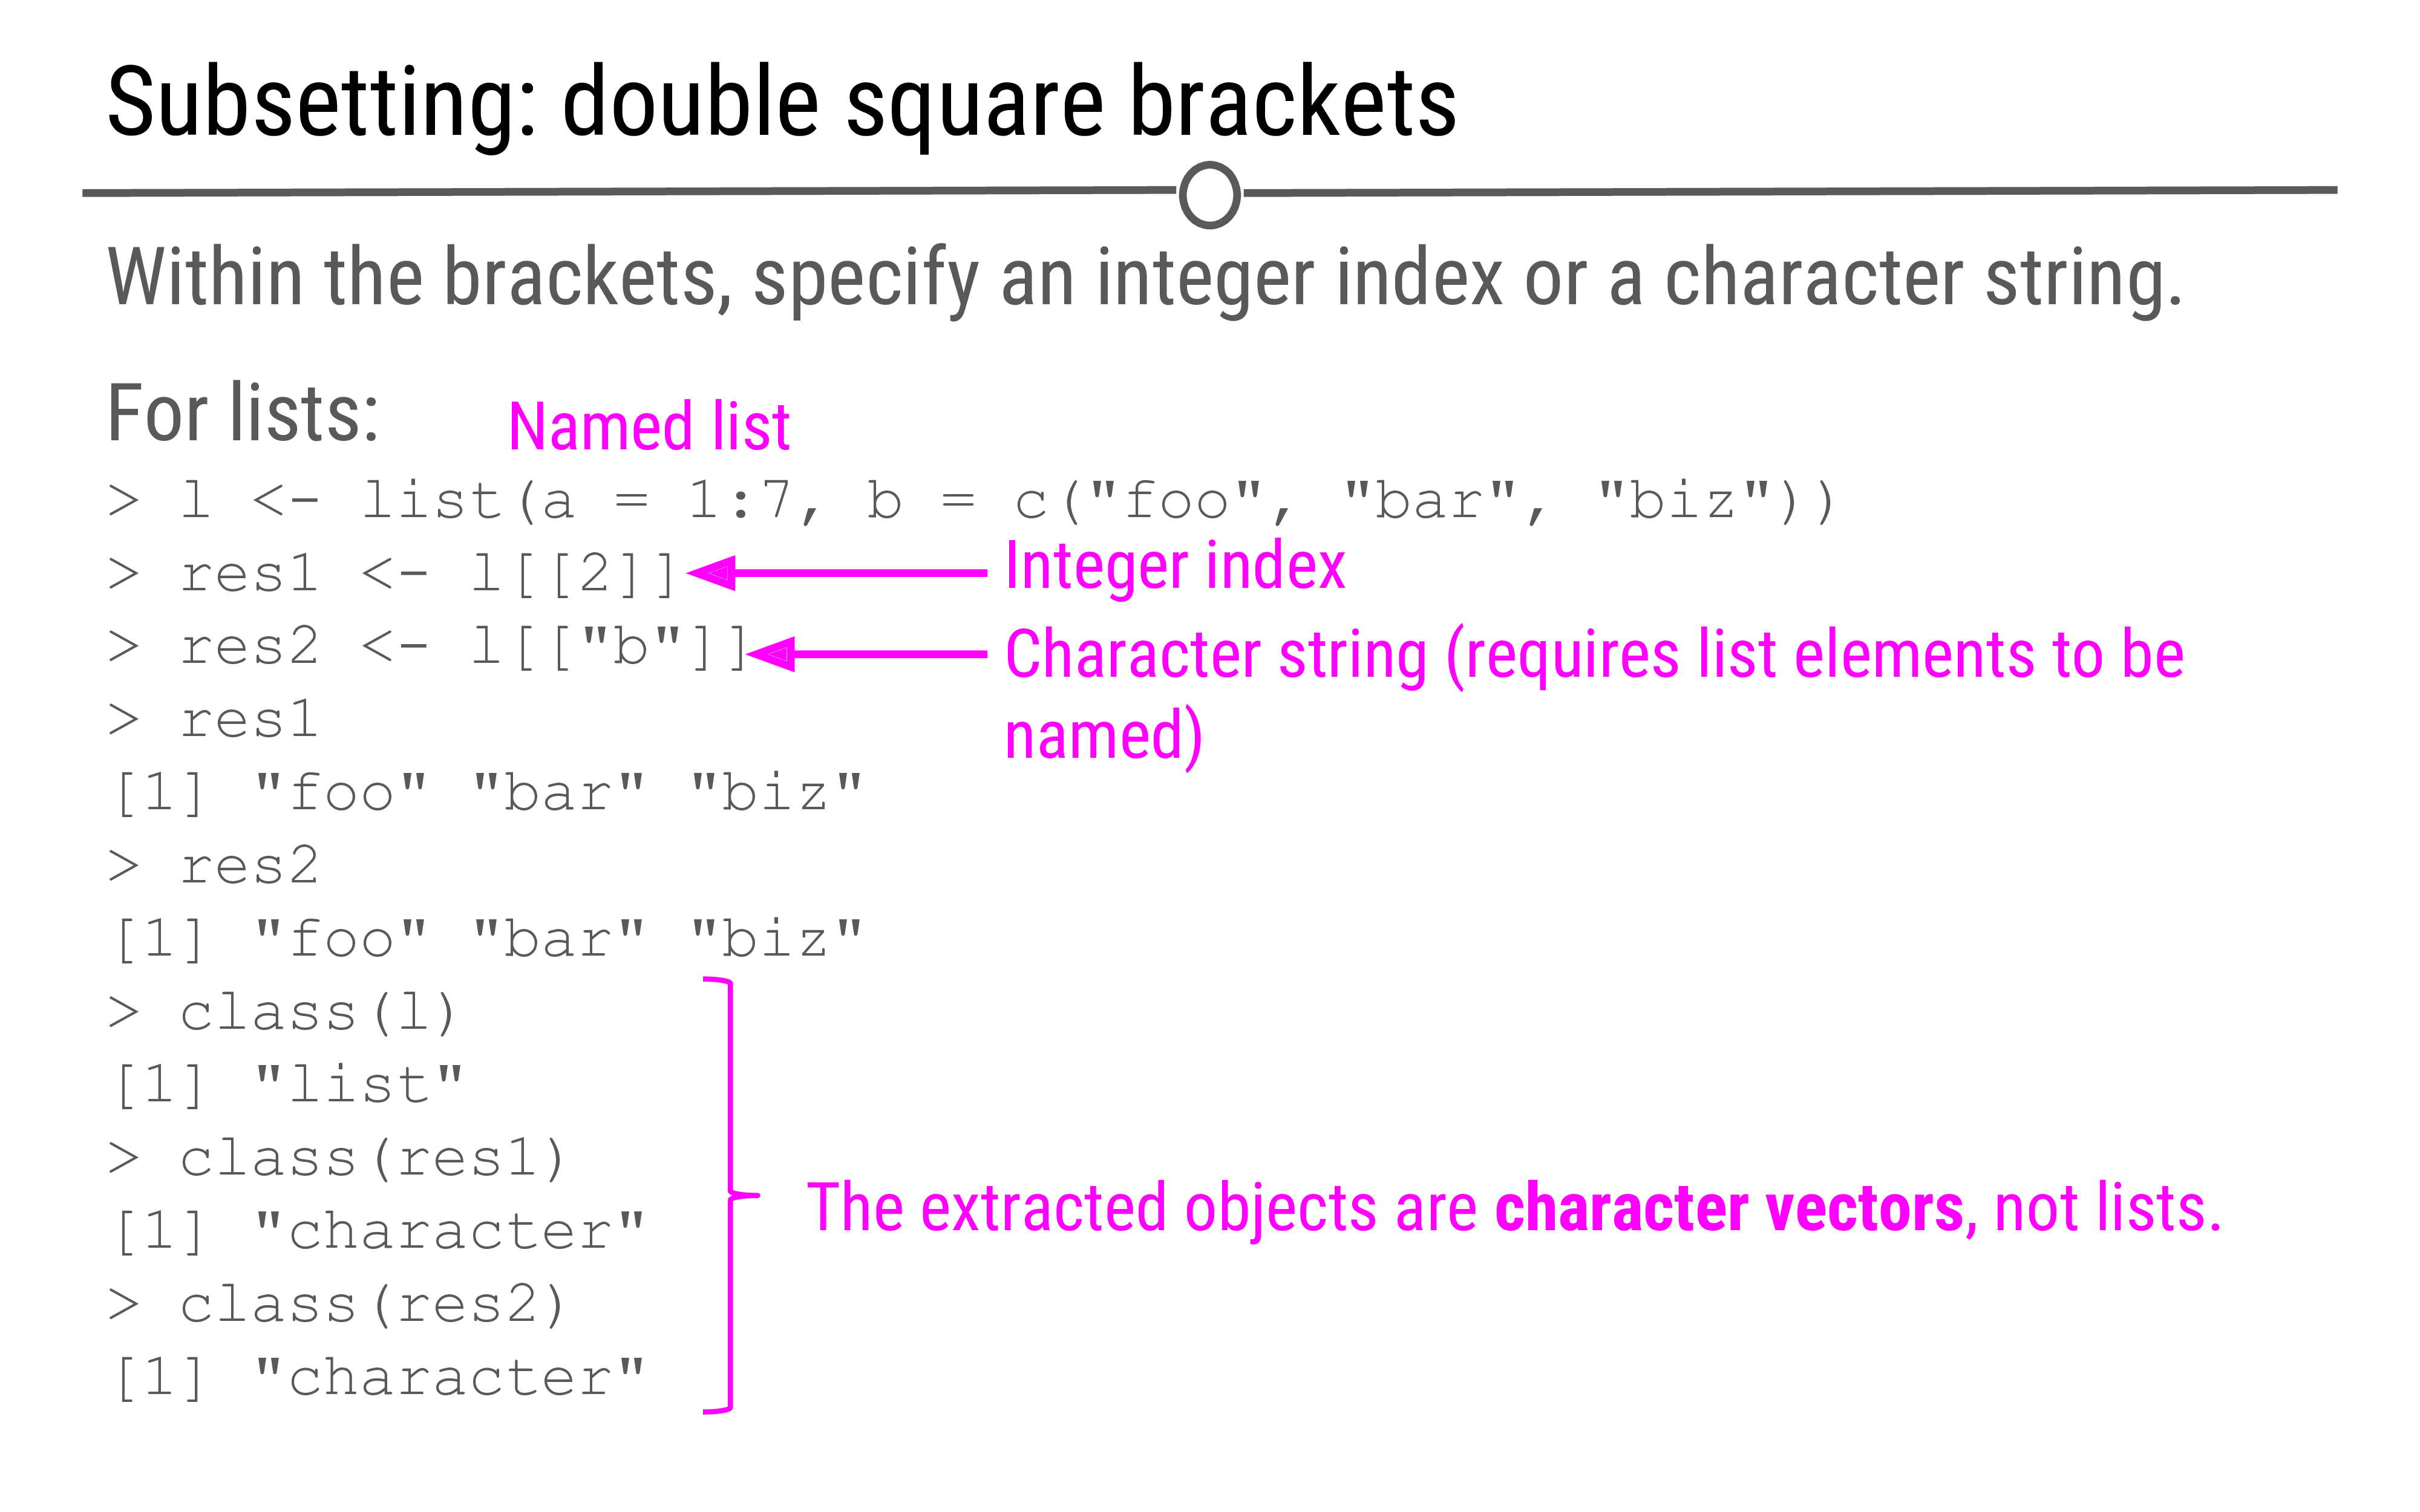 Subsetting: double square brackets
Within the brackets, specify an integer index or a character string.
For lists:
Named list
> l <- list(a = 1:7, b = c("foo", "bar", "biz"))
> res1 <- l[[2]]
Integer index
> res2 <- l[["b"]]
Character string (requires list elements to be
named)
> res1
[1] "foo" "bar" "biz"
> res2
[1] "foo" "bar" "biz"
> class(l)
[1] "list"
> class(res1)
[1] "character"
> class(res2)
[1] "character"
The extracted objects are character vectors, not lists.